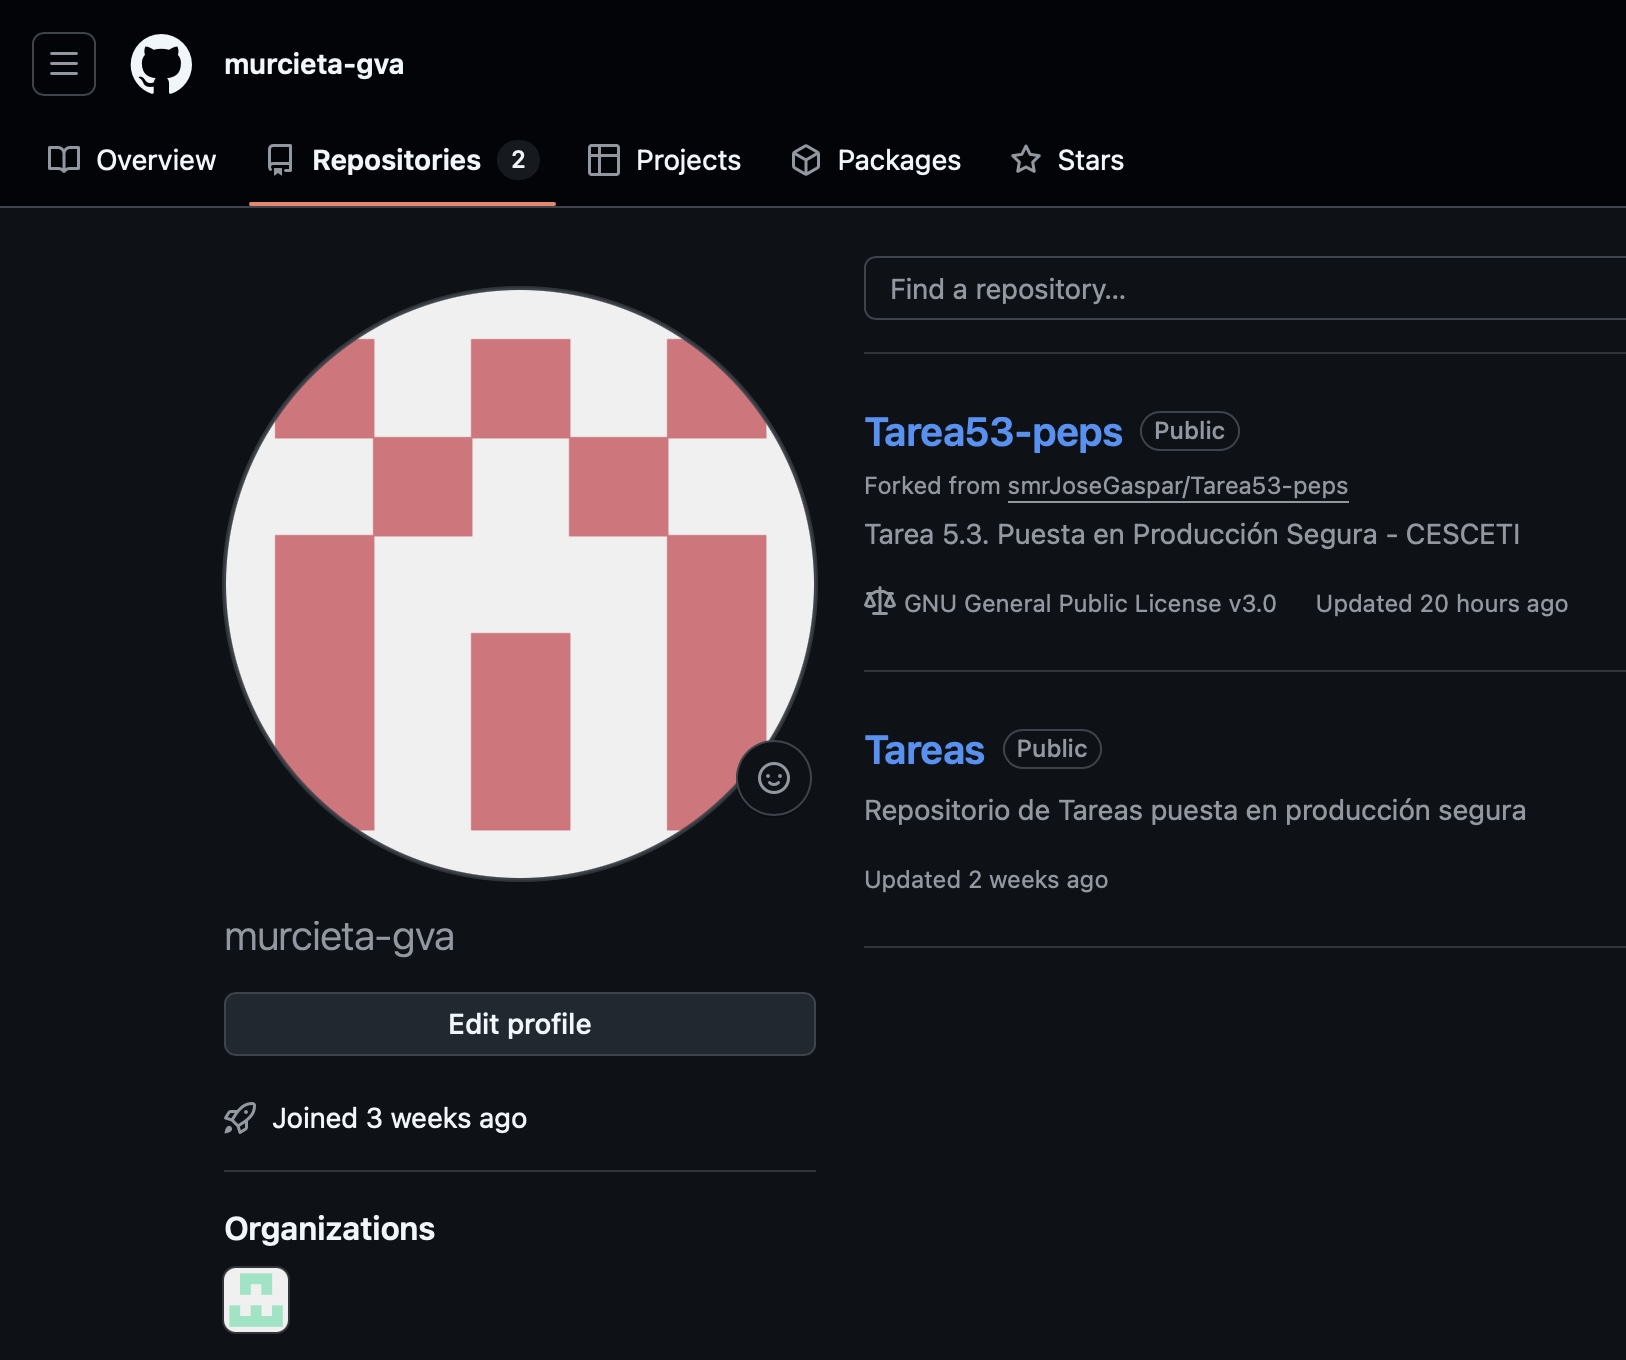 murcieta-gva
Overview Repositories 2 Projects Packages Stars
Find a repository...
Tarea53-peps Public
Forked from smrJoseGaspar/Tarea53-peps
Tarea 5.3. Puesta en Producción Segura - CESCETI
GNU General Public License v3.0 Updated 20 hours ago
Tareas Public
Repositorio de Tareas puesta en producción segura
Updated 2 weeks ago
murcieta-gva
Edit profile
Joined 3 weeks ago
Organizations